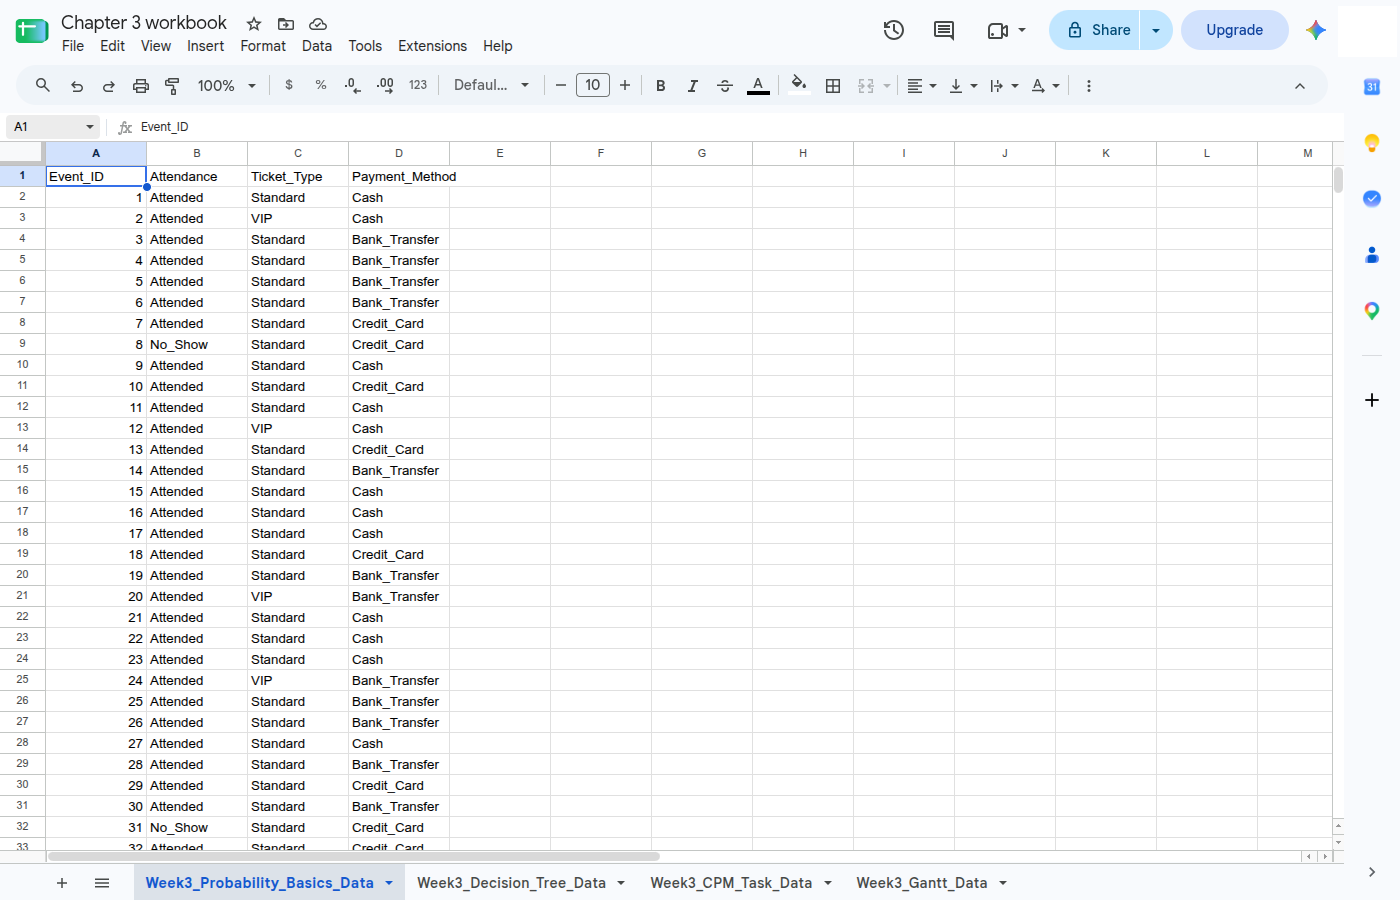 Chapter 3 workbook
File Edit View Insert Format Data Tools Extensions Help
Share
Upgrade
100% $ % .0 .00 123 Defaul... 10 B I A A
31
A1 Event_ID
A B C D E F G H I J K L M
1 Event_ID Attendance Ticket_Type Payment_Method
2 1 Attended Standard Cash
3 2 Attended VIP Cash
4 3 Attended Standard Bank_Transfer
5 4 Attended Standard Bank_Transfer
6 5 Attended Standard Bank_Transfer
7 6 Attended Standard Bank_Transfer
8 7 Attended Standard Credit_Card
9 8 No_Show Standard Credit_Card
10 9 Attended Standard Cash
11 10 Attended Standard Credit_Card
12 11 Attended Standard Cash
13 12 Attended VIP Cash
14 13 Attended Standard Credit_Card
15 14 Attended Standard Bank_Transfer
16 15 Attended Standard Cash
17 16 Attended Standard Cash
18 17 Attended Standard Cash
19 18 Attended Standard Credit_Card
20 19 Attended Standard Bank_Transfer
21 20 Attended VIP Bank_Transfer
22 21 Attended Standard Cash
23 22 Attended Standard Cash
24 23 Attended Standard Cash
25 24 Attended VIP Bank_Transfer
26 25 Attended Standard Bank_Transfer
27 26 Attended Standard Bank_Transfer
28 27 Attended Standard Cash
29 28 Attended Standard Bank_Transfer
30 29 Attended Standard Credit_Card
31 30 Attended Standard Bank_Transfer
32 31 No_Show Standard Credit_Card
33 32 Attended Standard Credit_Card
Week3_Probability_Basics_Data Week3_Decision_Tree_Data Week3_CPM_Task_Data Week3_Gantt_Data